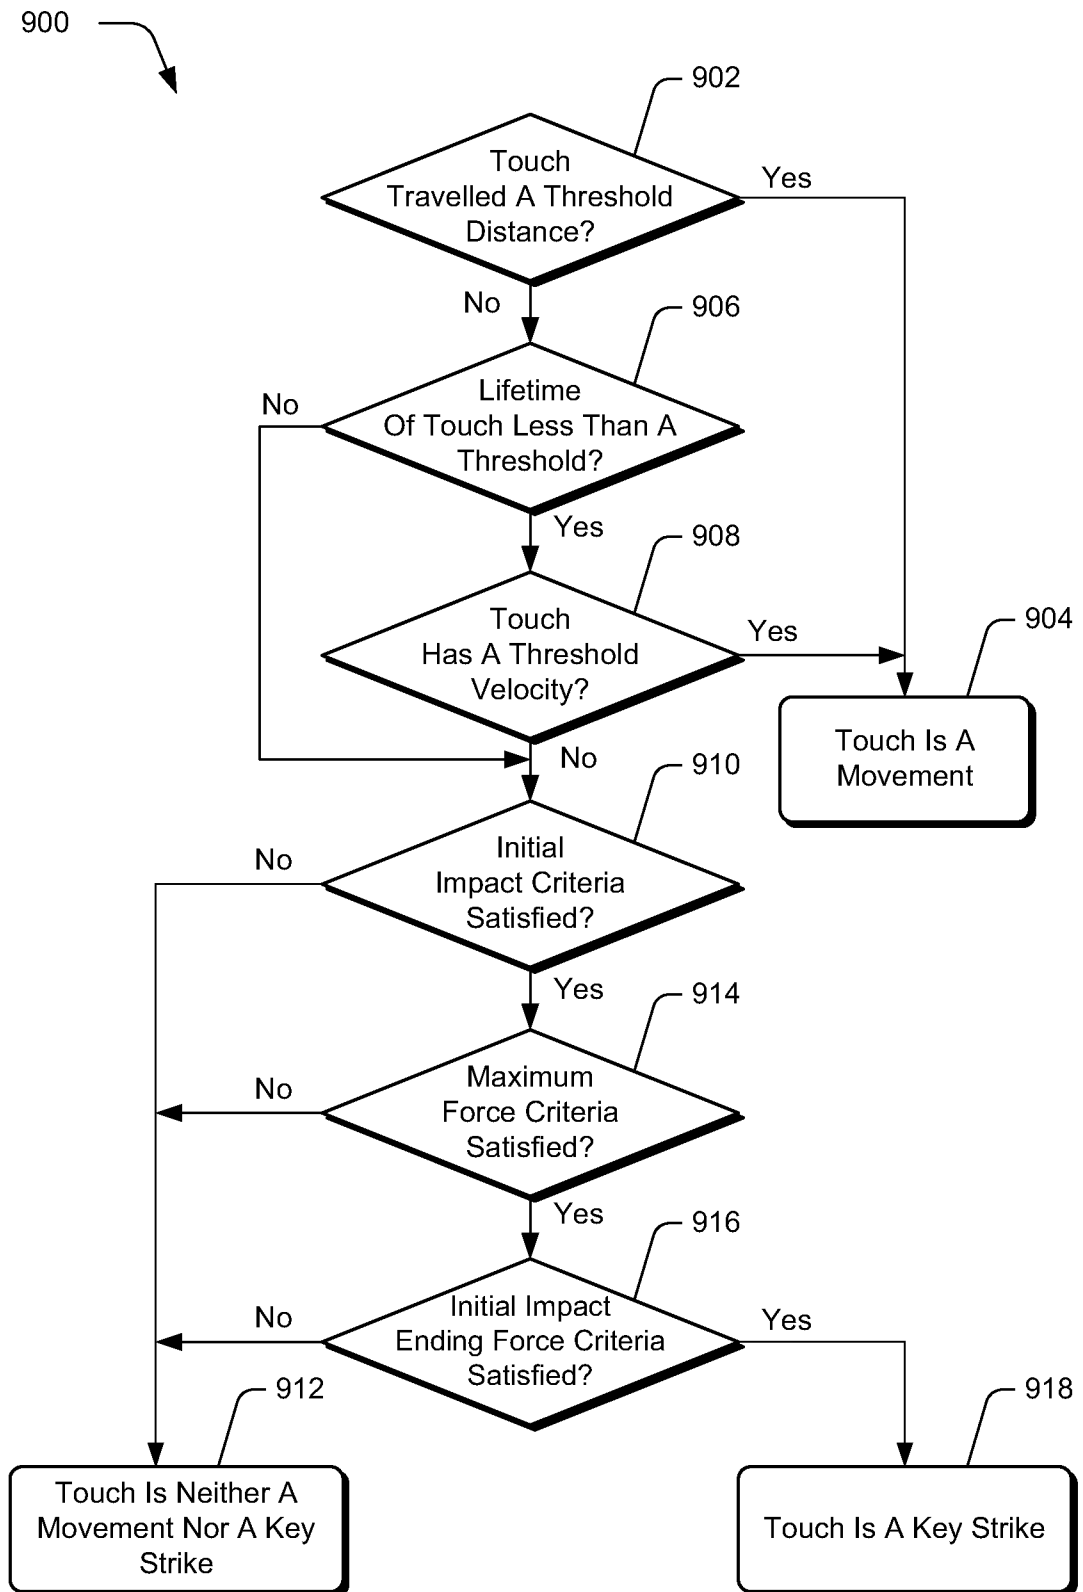 900
902
Touch
Travelled A Threshold
Distance?
Yes
No
906
Lifetime
Of Touch Less Than A
Threshold?
No
Yes
908
Touch
Has A Threshold
Velocity?
Yes
904
Touch Is A
Movement
No
910
Initial
Impact Criteria
Satisfied?
No
Yes
914
Maximum
Force Criteria
Satisfied?
No
Yes
916
Initial Impact
Ending Force Criteria
Satisfied?
No
Yes
912
Touch Is Neither A
Movement Nor A Key
Strike
918
Touch Is A Key Strike